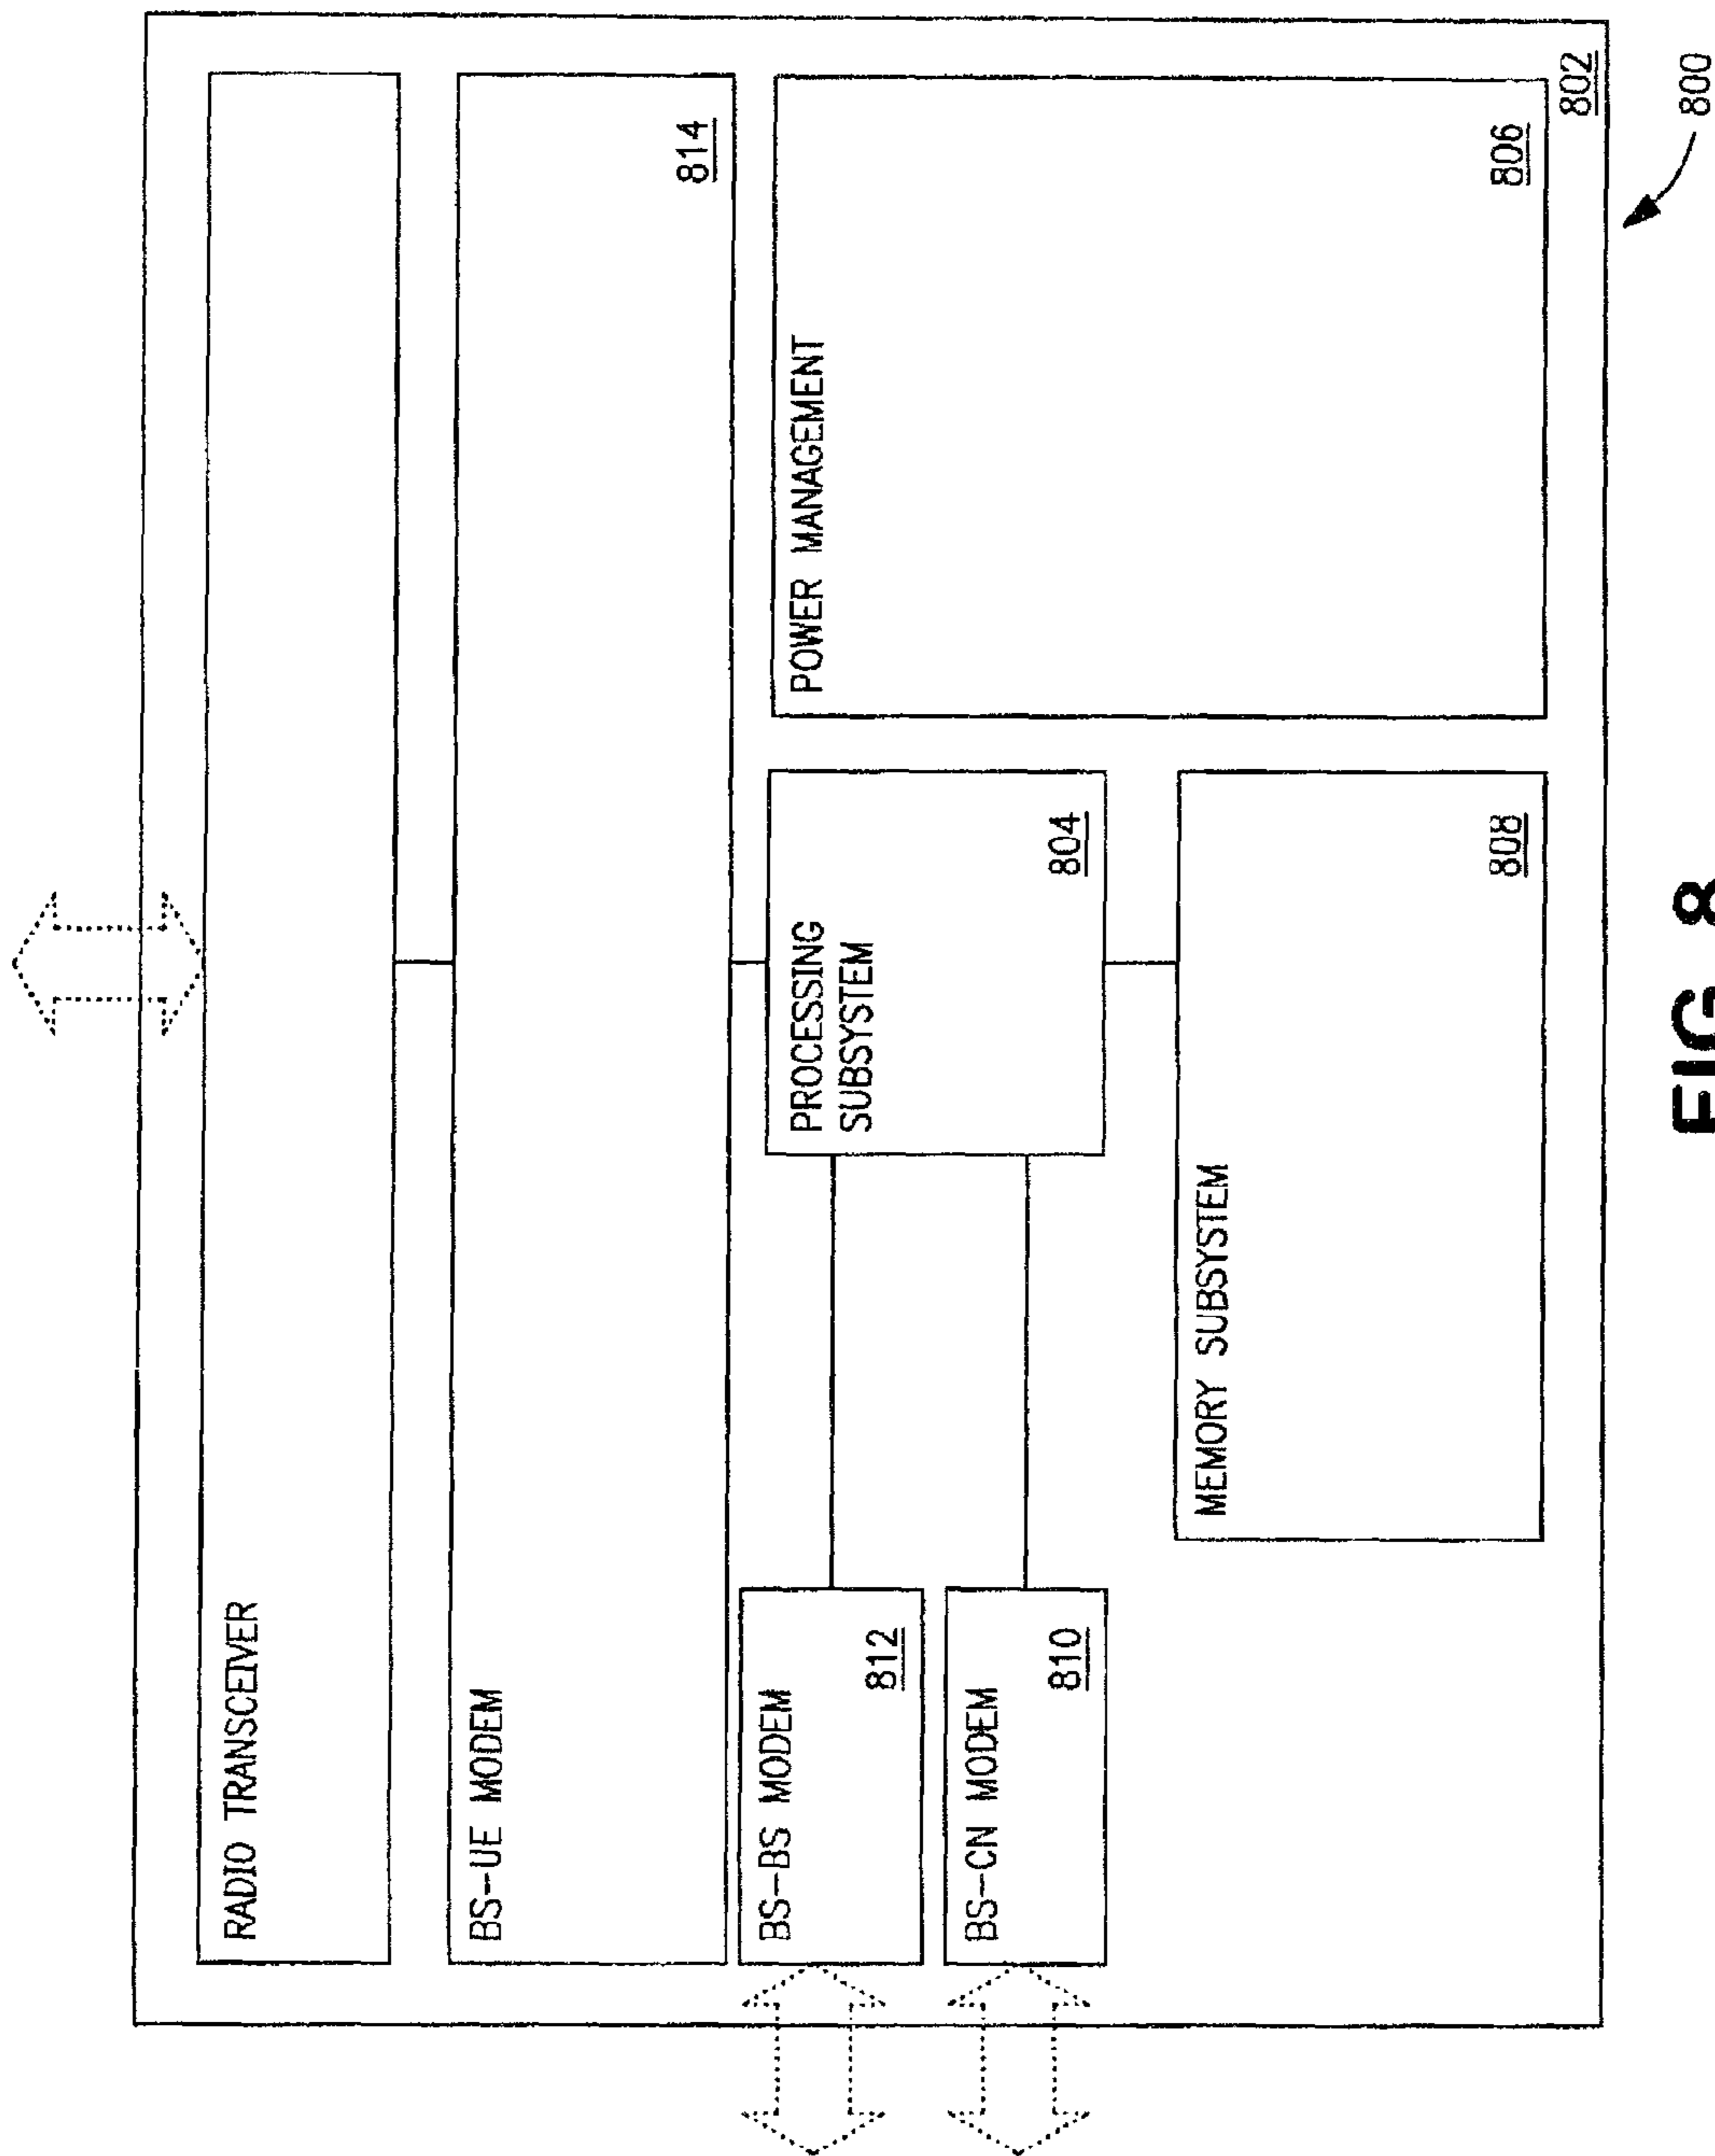 RADIO TRANSCEIVER
BS-UE MODEM
814
BS-BS MODEM
812
BS-CN MODEM
810
PROCESSING
SUBSYSTEM
804
POWER MANAGEMENT
806
MEMORY SUBSYSTEM
808
802
800
FIG. 8